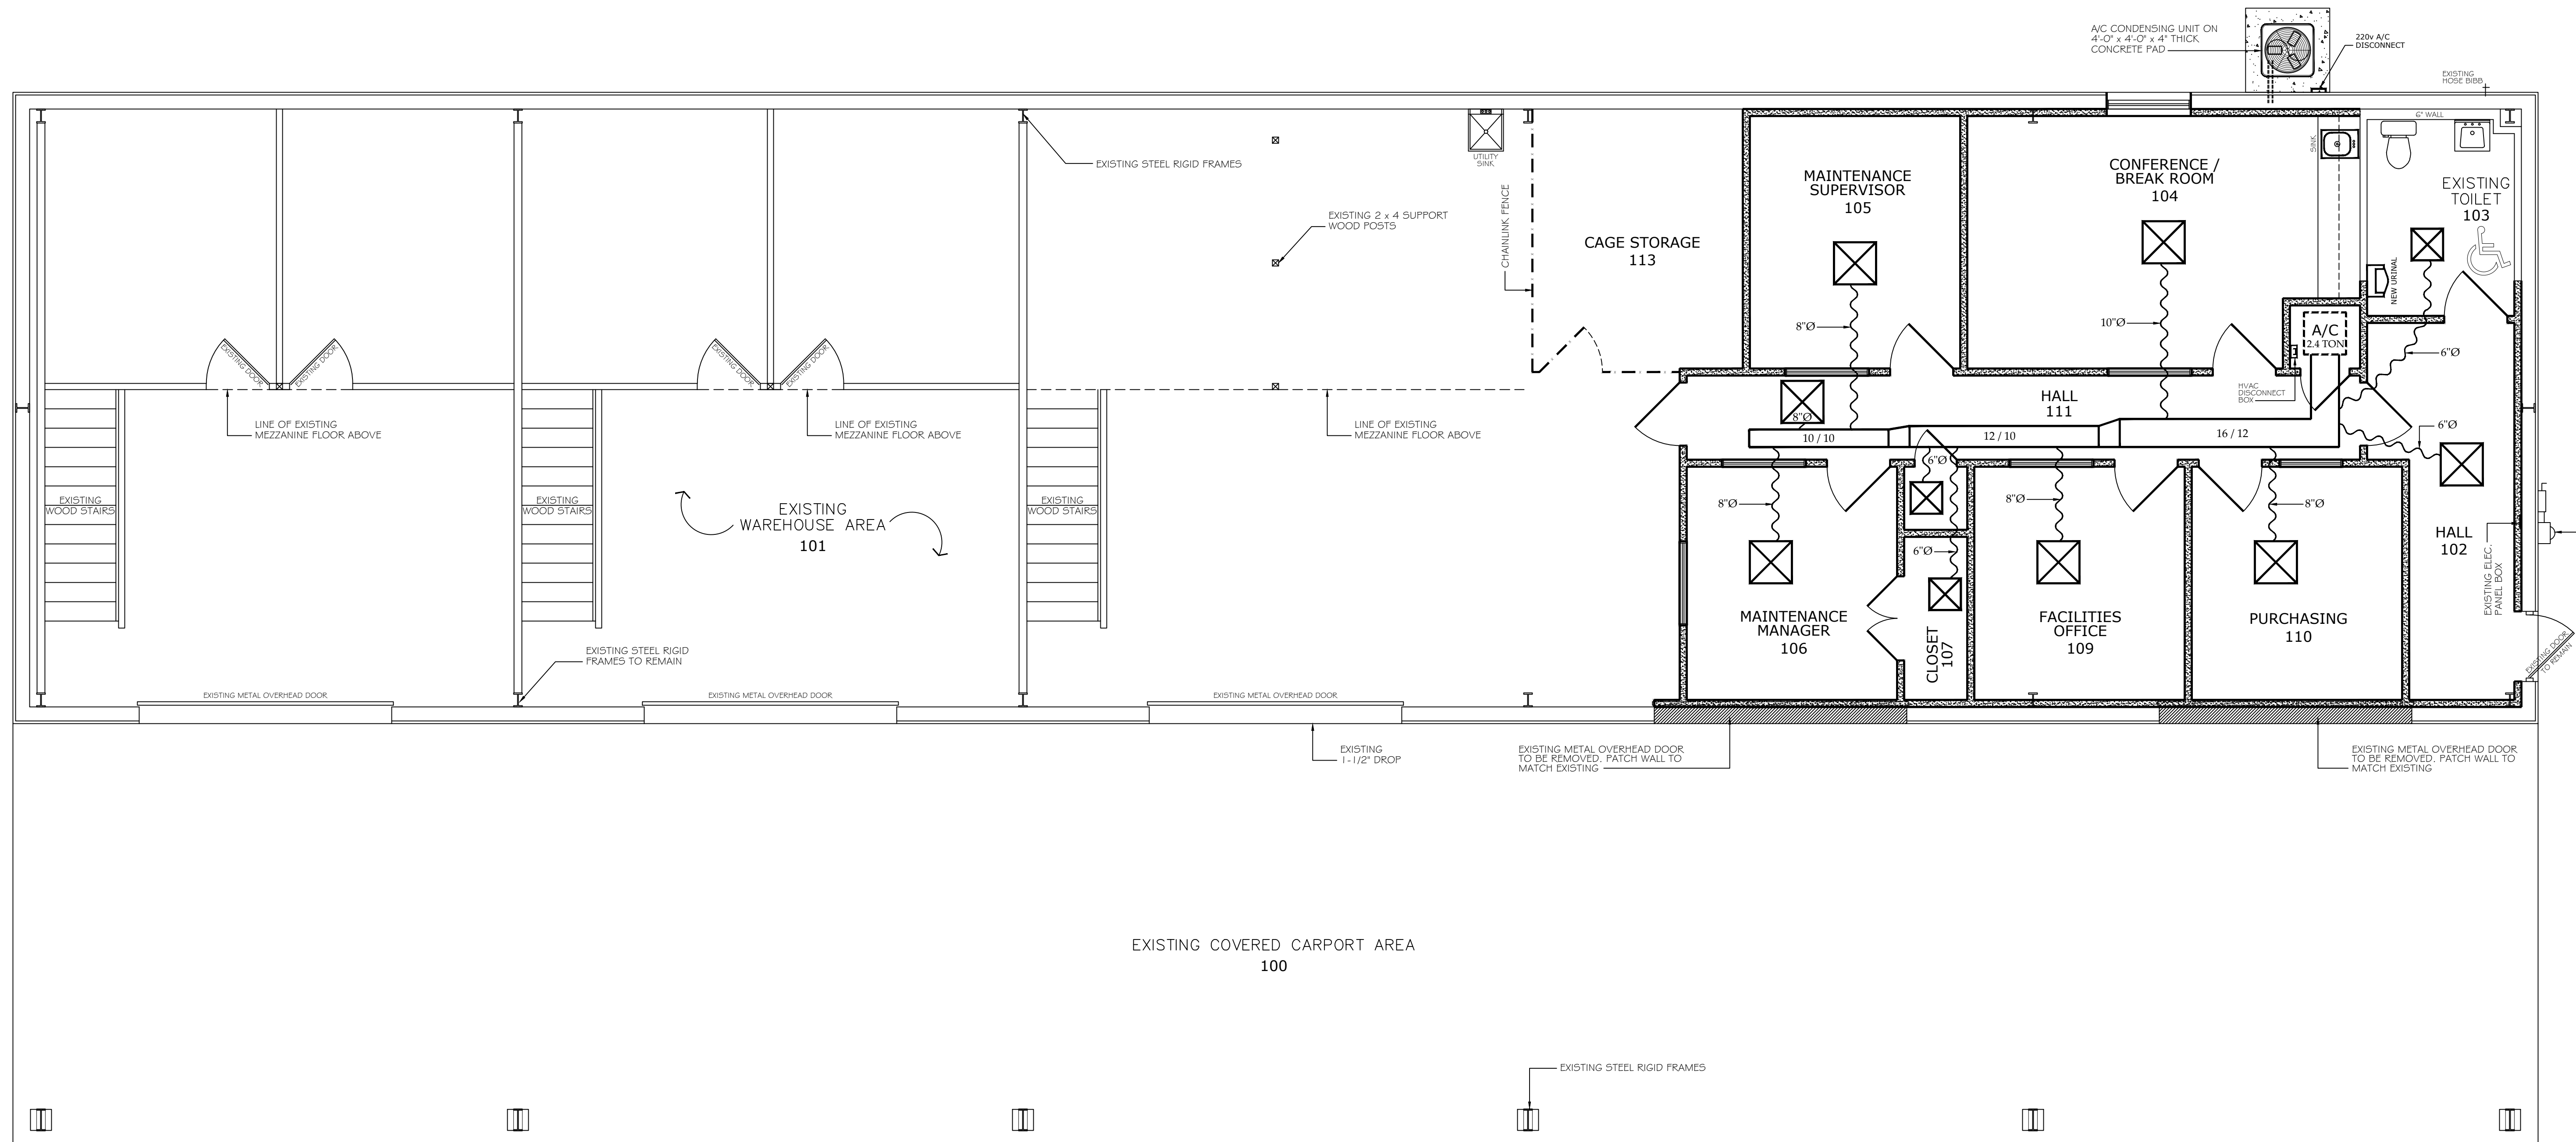 A/C CONDENSING UNIT ON
4'-0" x 4'-0" x 4" THICK
CONCRETE PAD
220v A/C
DISCONNECT
EXISTING
HOSE BIBB
6" WALL
EXISTING STEEL RIGID FRAMES
UTILITY
SINK
CHAINLINK FENCE
EXISTING 2 x 4 SUPPORT
WOOD POSTS
CAGE STORAGE
113
MAINTENANCE
SUPERVISOR
105
CONFERENCE /
BREAK ROOM
104
SINK
EXISTING
TOILET
103
NEW URINAL
8"Ø
10"Ø
A/C
2.4 TON
6"Ø
EXISTING DOOR
EXISTING DOOR
EXISTING DOOR
EXISTING DOOR
HVAC
DISCONNECT
BOX
HALL
111
8"Ø
10 / 10
12 / 10
16 / 12
6"Ø
LINE OF EXISTING
MEZZANINE FLOOR ABOVE
LINE OF EXISTING
MEZZANINE FLOOR ABOVE
LINE OF EXISTING
MEZZANINE FLOOR ABOVE
EXISTING
WOOD STAIRS
EXISTING
WOOD STAIRS
EXISTING
WOOD STAIRS
EXISTING
WAREHOUSE AREA
101
6"Ø
8"Ø
8"Ø
8"Ø
6"Ø
HALL
102
EXISTING ELEC.
PANEL BOX
MAINTENANCE
MANAGER
106
CLOSET
107
FACILITIES
OFFICE
109
PURCHASING
110
EXISTING DOOR
TO REMAIN
EXISTING STEEL RIGID
FRAMES TO REMAIN
EXISTING METAL OVERHEAD DOOR
EXISTING METAL OVERHEAD DOOR
EXISTING METAL OVERHEAD DOOR
EXISTING
1-1/2" DROP
EXISTING METAL OVERHEAD DOOR
TO BE REMOVED. PATCH WALL TO
MATCH EXISTING
EXISTING METAL OVERHEAD DOOR
TO BE REMOVED. PATCH WALL TO
MATCH EXISTING
EXISTING COVERED CARPORT AREA
100
EXISTING STEEL RIGID FRAMES